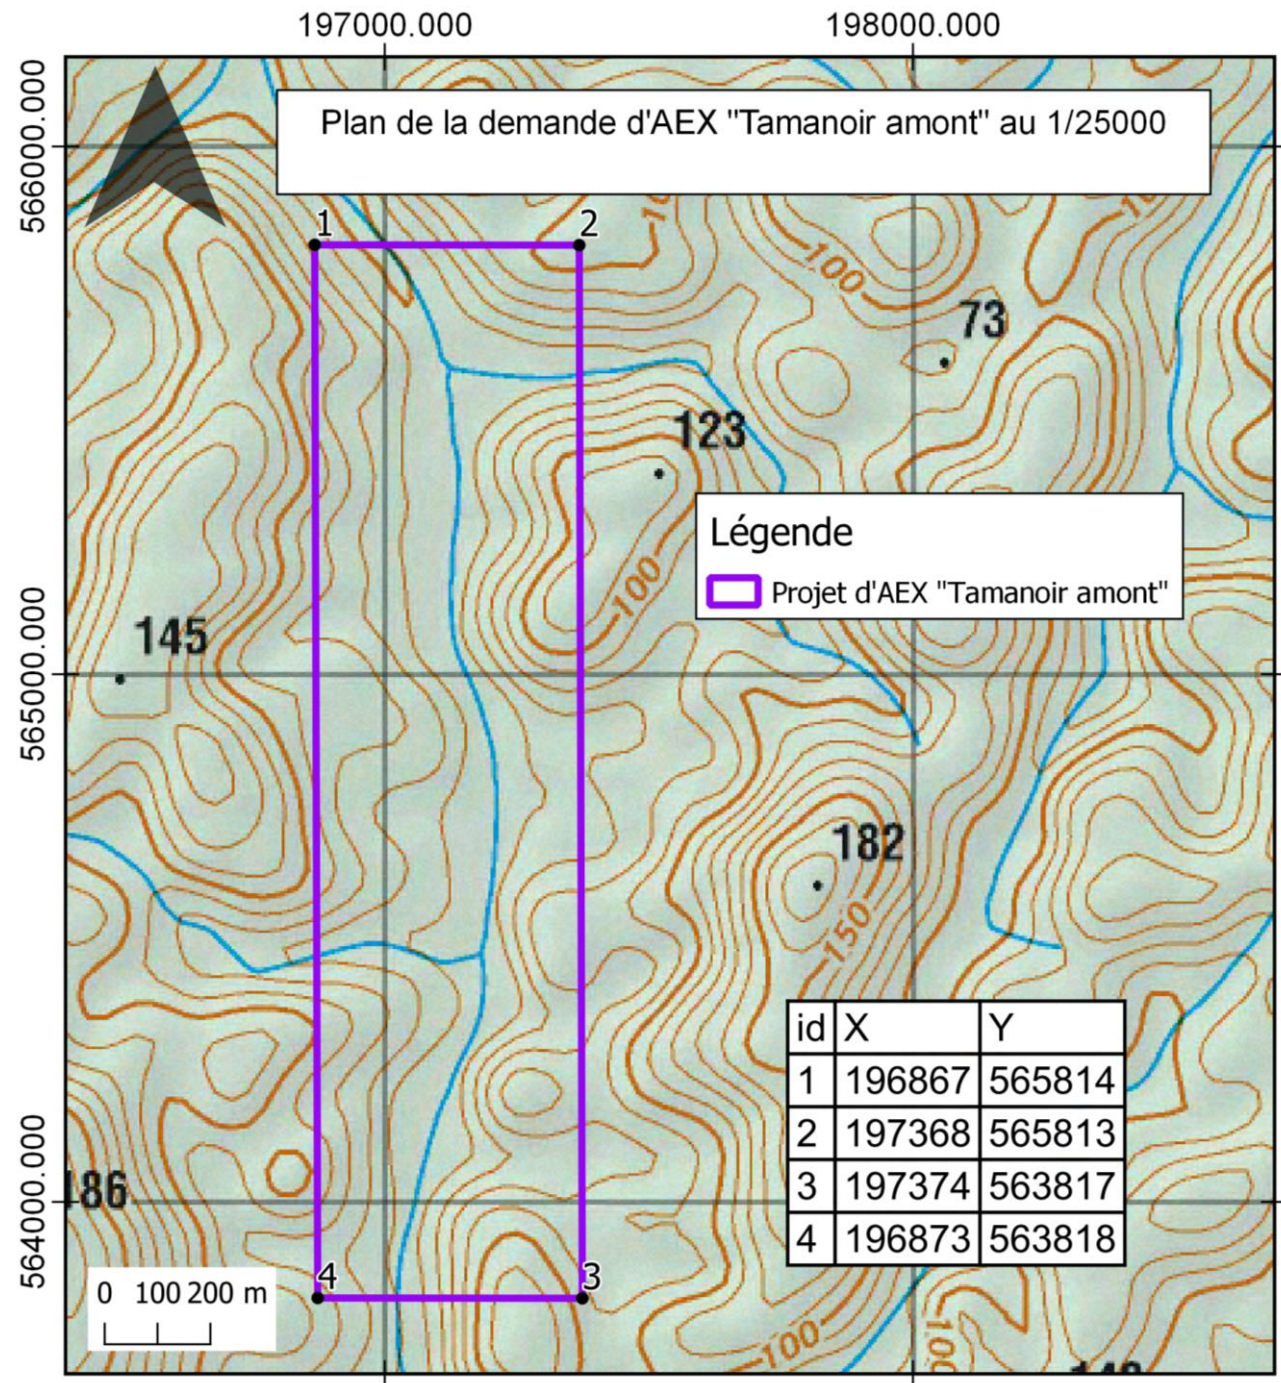 197000.000 198000.000
566000.000
565000.000
564000.000
Plan de la demande d'AEX "Tamanoir amont" au 1/25000
1 2
100
100
73
123
100
Légende
Projet d'AEX "Tamanoir amont"
145
182
150
id X Y
1 196867 565814
2 197368 565813
3 197374 563817
4 196873 563818
186
4 3
0 100 200 m
100
100